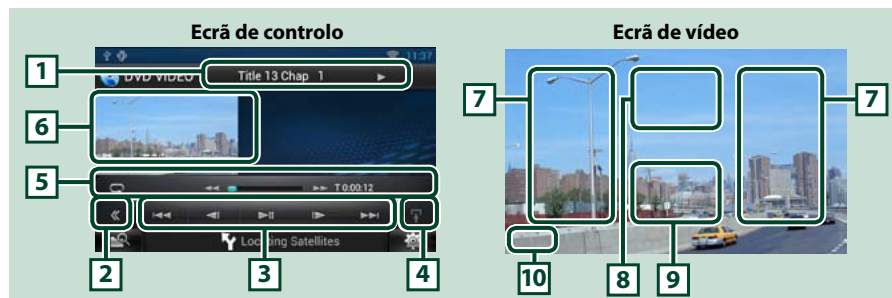 Ecrã de controlo
Ecrã de vídeo
11:37
1
DVD VIDEO
Title 13 Chap 1
7
7
6
8
5
T 0:00:12
Locating Satellites
2
3
4
10
8
9